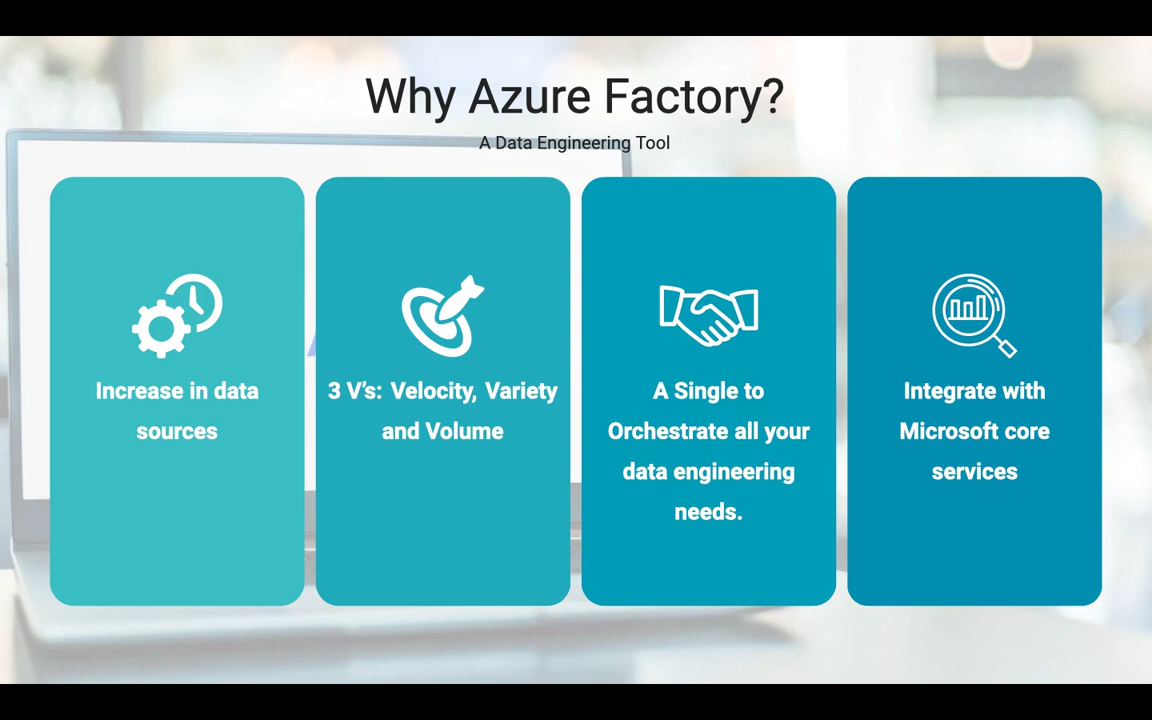 Why Azure Factory?
A Data Engineering Tool
Increase in data
sources
3 V's: Velocity, Variety
and Volume
A Single to
Orchestrate all your
data engineering
needs.
Integrate with
Microsoft core
services